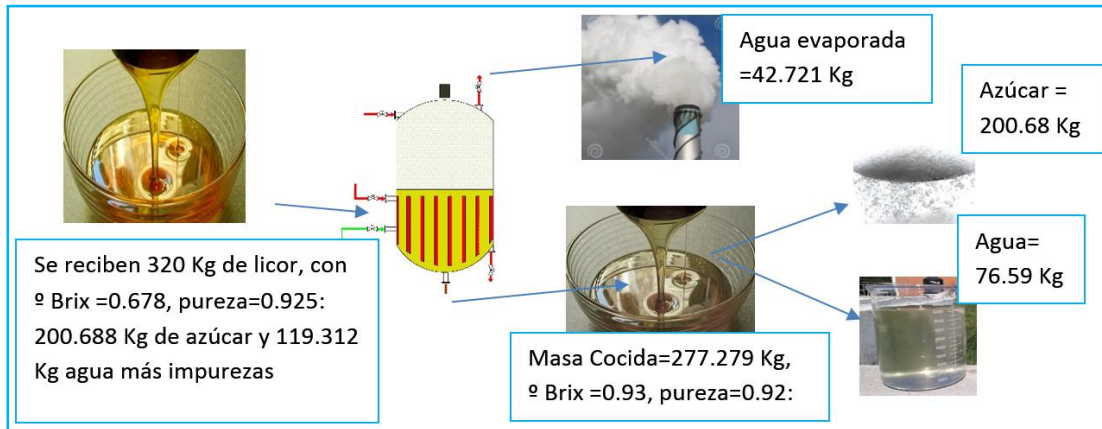 Agua evaporada
=42.721 Kg
Azúcar =
200.68 Kg
Agua=
76.59 Kg
Se reciben 320 Kg de licor, con
º Brix =0.678, pureza=0.925:
200.688 Kg de azúcar y 119.312
Kg agua más impurezas
Masa Cocida=277.279 Kg,
º Brix =0.93, pureza=0.92: